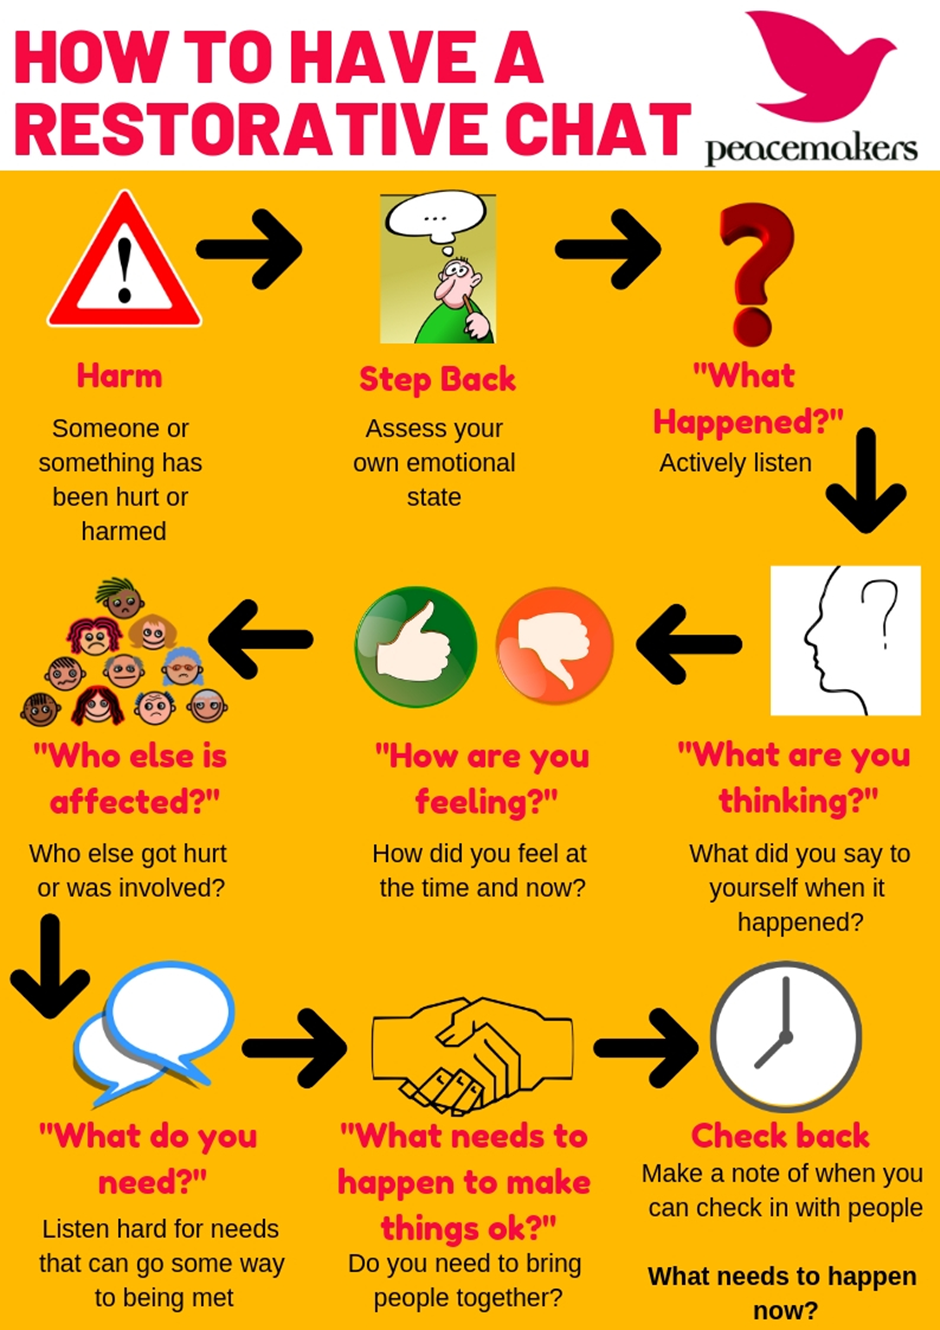 HOW TO HAVE A
RESTORATIVE CHAT
peacemakers
Harm
Someone or
something has
been hurt or
harmed
...
Step Back
Assess your
own emotional
state
"What
Happened?"
Actively listen
"What are you
thinking?"
What did you say to
yourself when it
happened?
"How are you
feeling?"
How did you feel at
the time and now?
"Who else is
affected?"
Who else got hurt
or was involved?
"What do you
need?"
Listen hard for needs
that can go some way
to being met
"What needs to
happen to make
things ok?"
Do you need to bring
people together?
Check back
Make a note of when you
can check in with people
What needs to happen
now?